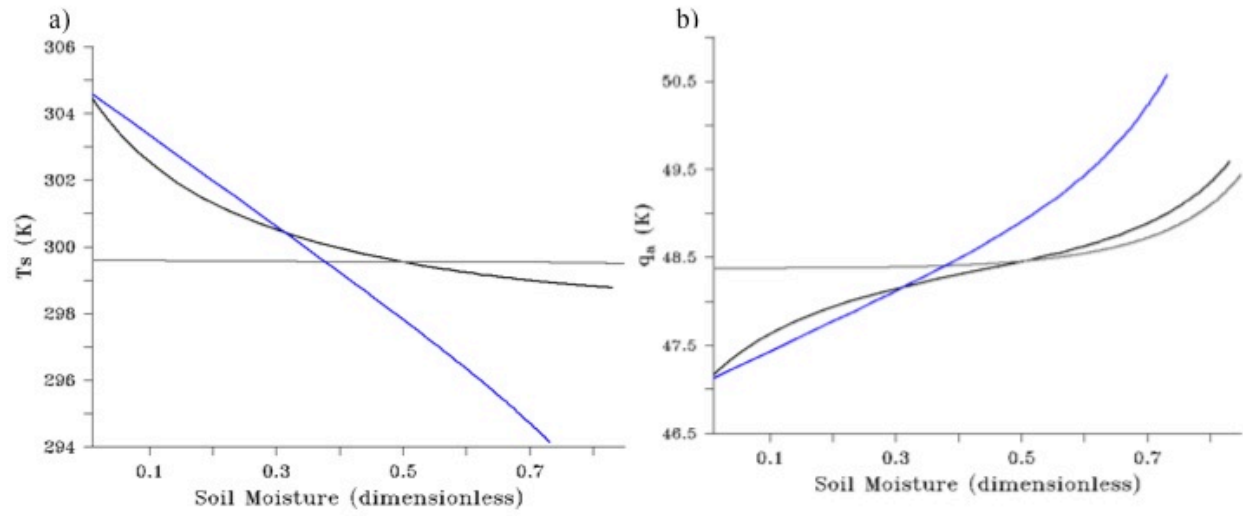 a)
306
304
302
300
298
296
294
Ts (K)
0.1 0.3 0.5 0.7
Soil Moisture (dimensionless)
b)
50.5
49.5
48.5
47.5
46.5
qa (K)
0.1 0.3 0.5 0.7
Soil Moisture (dimensionless)